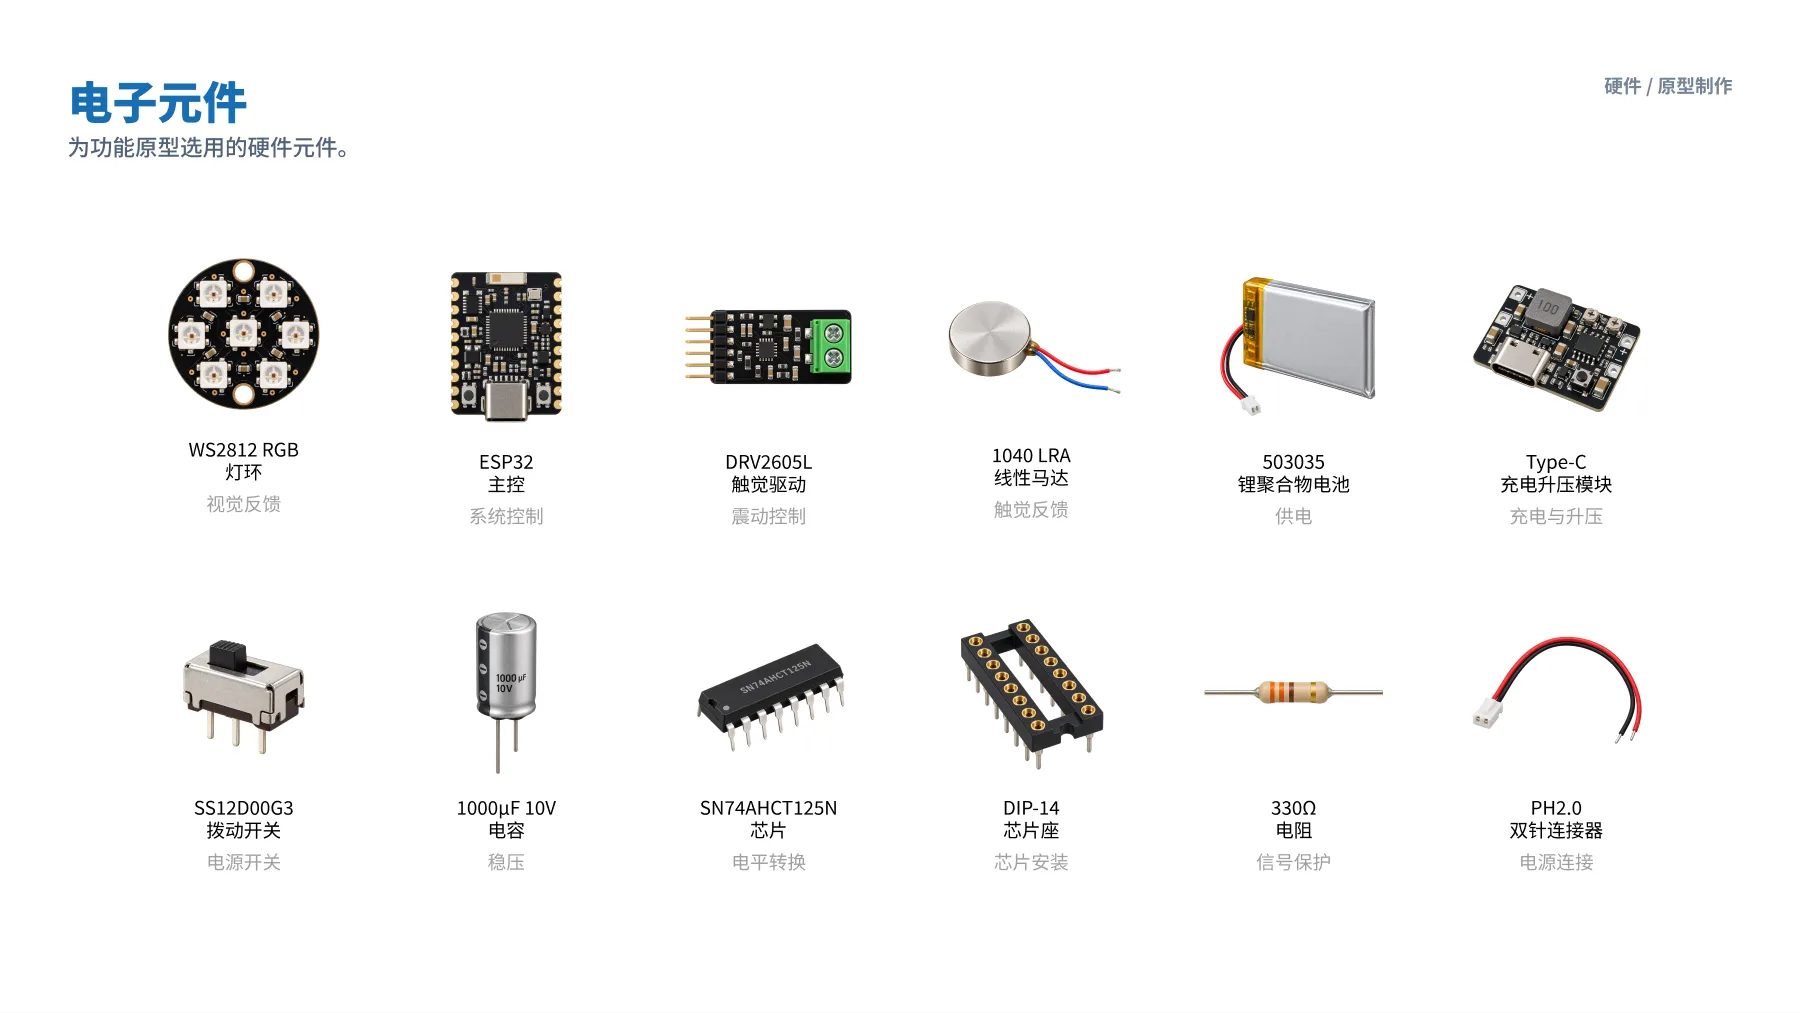 电子元件
为功能原型选用的硬件元件。
硬件 / 原型制作
WS2812 RGB
灯环
视觉反馈
ESP32
主控
系统控制
DRV2605L
触觉驱动
震动控制
1040 LRA
线性马达
触觉反馈
503035
锂聚合物电池
供电
1.00
Type-C
充电升压模块
充电与升压
SS12D00G3
拨动开关
电源开关
1000 µF
10V
1000µF 10V
电容
稳压
SN74AHCT125N
SN74AHCT125N
芯片
电平转换
DIP-14
芯片座
芯片安装
330Ω
电阻
信号保护
PH2.0
双针连接器
电源连接